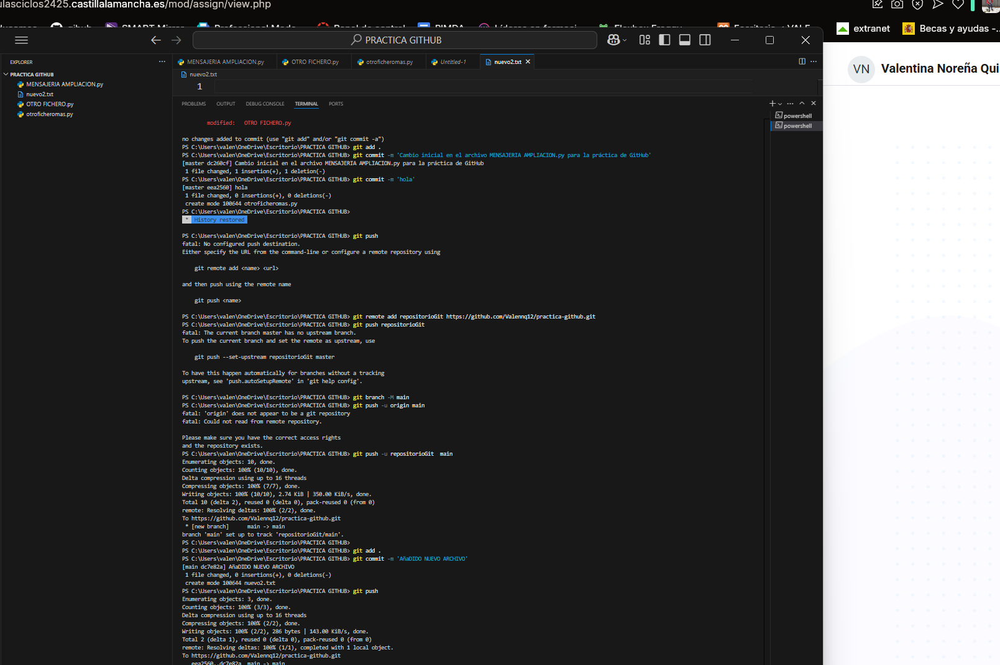 ulasciclos2425.castillalamancha.es/mod/assign/view.php
extranet
Becas y ayudas -...
PRACTICA GITHUB
VN
Valentina Noreña Qui
EXPLORER
PRACTICA GITHUB
MENSAJERIA AMPLIACION.py
nuevo2.txt
OTRO FICHERO.py
otroficheromas.py
MENSAJERIA AMPLIACION.py
OTRO FICHERO.py
otroficheromas.py
Untitled-1
nuevo2.txt
nuevo2.txt
1
PROBLEMS
OUTPUT
DEBUG CONSOLE
TERMINAL
PORTS
powershell
powershell
modified: OTRO FICHERO.py
no changes added to commit (use "git add" and/or "git commit -a")
PS C:\Users\valen\OneDrive\Escritorio\PRACTICA GITHUB> git add .
PS C:\Users\valen\OneDrive\Escritorio\PRACTICA GITHUB> git commit -m 'Cambio inicial en el archivo MENSAJERIA AMPLIACION.py para la práctica de GitHub'
[master dc260cf] Cambio inicial en el archivo MENSAJERIA AMPLIACION.py para la práctica de GitHub
1 file changed, 1 insertion(+), 1 deletion(-)
PS C:\Users\valen\OneDrive\Escritorio\PRACTICA GITHUB> git commit -m 'hola'
[master eea2560] hola
1 file changed, 0 insertions(+), 0 deletions(-)
create mode 100644 otroficheromas.py
PS C:\Users\valen\OneDrive\Escritorio\PRACTICA GITHUB>
* History restored
PS C:\Users\valen\OneDrive\Escritorio\PRACTICA GITHUB> git push
fatal: No configured push destination.
Either specify the URL from the command-line or configure a remote repository using
git remote add <name> <url>
and then push using the remote name
git push <name>
PS C:\Users\valen\OneDrive\Escritorio\PRACTICA GITHUB> git remote add repositorioGit https://github.com/Valennq12/practica-github.git
PS C:\Users\valen\OneDrive\Escritorio\PRACTICA GITHUB> git push repositorioGit
fatal: The current branch master has no upstream branch.
To push the current branch and set the remote as upstream, use
git push --set-upstream repositorioGit master
To have this happen automatically for branches without a tracking
upstream, see 'push.autoSetupRemote' in 'git help config'.
PS C:\Users\valen\OneDrive\Escritorio\PRACTICA GITHUB> git branch -M main
PS C:\Users\valen\OneDrive\Escritorio\PRACTICA GITHUB> git push -u origin main
fatal: 'origin' does not appear to be a git repository
fatal: Could not read from remote repository.
Please make sure you have the correct access rights
and the repository exists.
PS C:\Users\valen\OneDrive\Escritorio\PRACTICA GITHUB> git push -u repositorioGit  main
Enumerating objects: 10, done.
Counting objects: 100% (10/10), done.
Delta compression using up to 16 threads
Compressing objects: 100% (7/7), done.
Writing objects: 100% (10/10), 2.74 KiB | 350.00 KiB/s, done.
Total 10 (delta 2), reused 0 (delta 0), pack-reused 0 (from 0)
remote: Resolving deltas: 100% (2/2), done.
To https://github.com/Valennq12/practica-github.git
* [new branch]      main -> main
branch 'main' set up to track 'repositorioGit/main'.
PS C:\Users\valen\OneDrive\Escritorio\PRACTICA GITHUB>
PS C:\Users\valen\OneDrive\Escritorio\PRACTICA GITHUB> git add .
PS C:\Users\valen\OneDrive\Escritorio\PRACTICA GITHUB> git commit -m 'AñaDIDO NUEVO ARCHIVO'
[main dc7e82a] AñaDIDO NUEVO ARCHIVO
1 file changed, 0 insertions(+), 0 deletions(-)
create mode 100644 nuevo2.txt
PS C:\Users\valen\OneDrive\Escritorio\PRACTICA GITHUB> git push
Enumerating objects: 3, done.
Counting objects: 100% (3/3), done.
Delta compression using up to 16 threads
Compressing objects: 100% (2/2), done.
Writing objects: 100% (2/2), 286 bytes | 143.00 KiB/s, done.
Total 2 (delta 1), reused 0 (delta 0), pack-reused 0 (from 0)
remote: Resolving deltas: 100% (1/1), completed with 1 local object.
To https://github.com/Valennq12/practica-github.git
eea2560..dc7e82a  main -> main